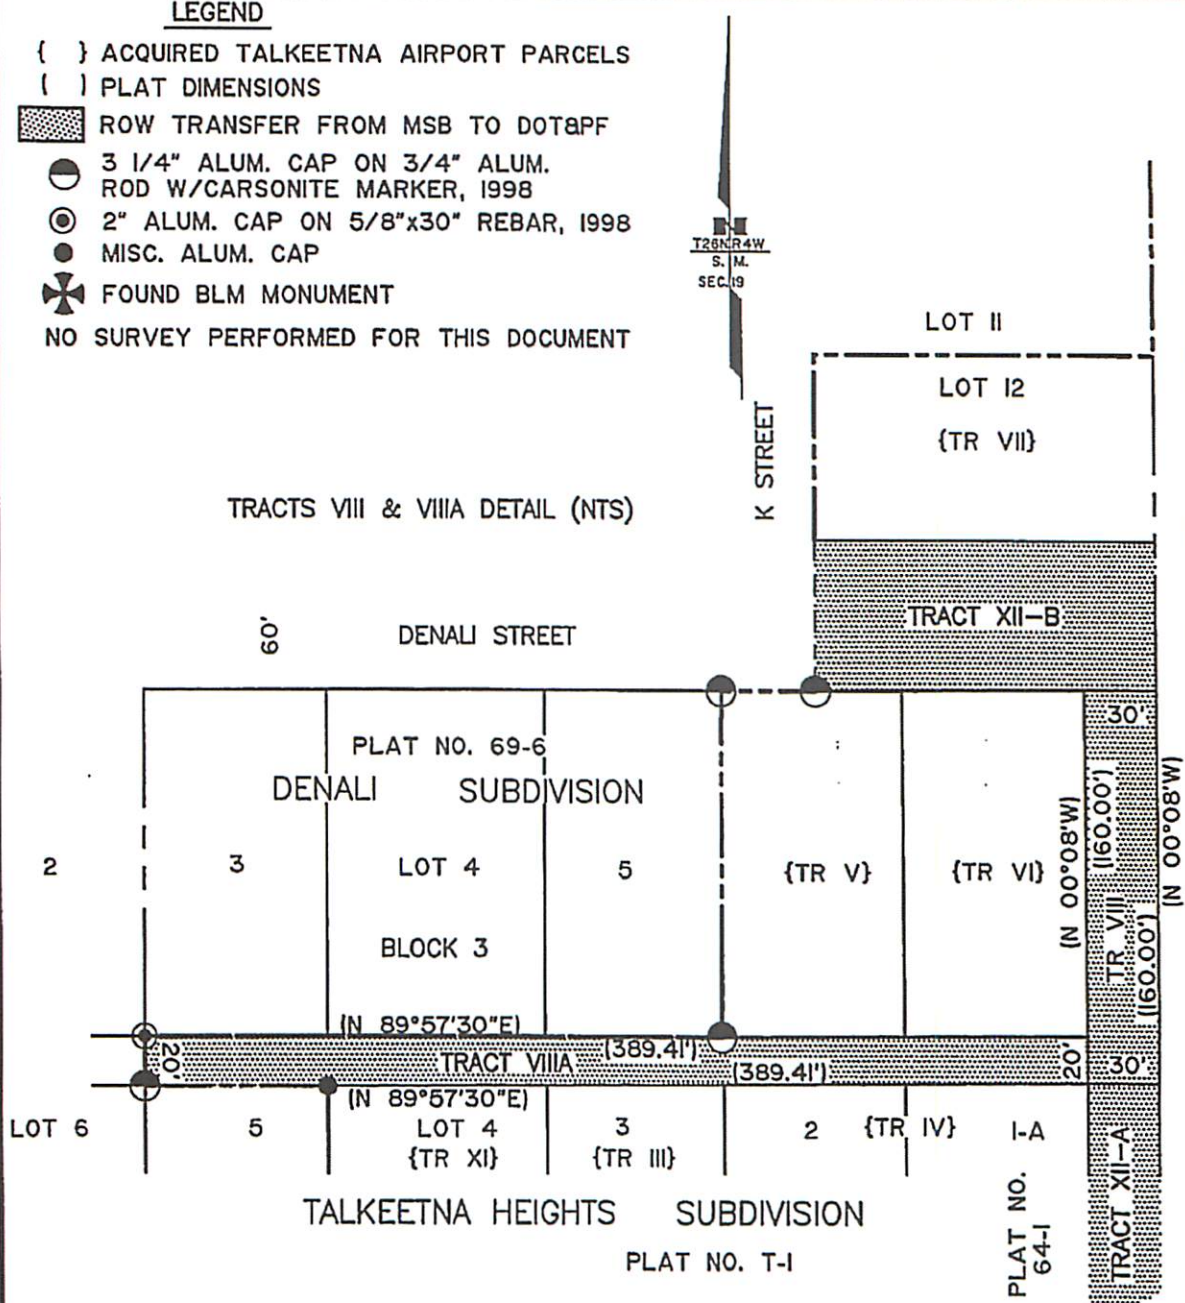 LEGEND
{ } ACQUIRED TALKEETNA AIRPORT PARCELS
( ) PLAT DIMENSIONS
ROW TRANSFER FROM MSB TO DOT&PF
3 1/4" ALUM. CAP ON 3/4" ALUM.
ROD W/CARSONITE MARKER, 1998
2" ALUM. CAP ON 5/8"x30" REBAR, 1998
MISC. ALUM. CAP
FOUND BLM MONUMENT
NO SURVEY PERFORMED FOR THIS DOCUMENT
N
T26N R4W
S. M.
SEC.19
LOT 11
LOT 12
{TR VII}
K STREET
TRACTS VIII & VIIIA DETAIL (NTS)
TRACT XII-B
60'
DENALI STREET
30'
PLAT NO. 69-6
DENALI SUBDIVISION
2
3
LOT 4
5
{TR V}
{TR VI}
BLOCK 3
(N 00°08'W)
(160.00')
TR VIII
(160.00')
(N 00°08'W)
(N 89°57'30"E)
(389.41')
20'
TRACT VIIIA
(389.41')
20'
30'
(N 89°57'30"E)
LOT 6
5
LOT 4
{TR XI}
3
{TR III}
2
{TR IV}
1-A
PLAT NO.
64-1
TRACT XII-A
TALKEETNA HEIGHTS SUBDIVISION
PLAT NO. T-1